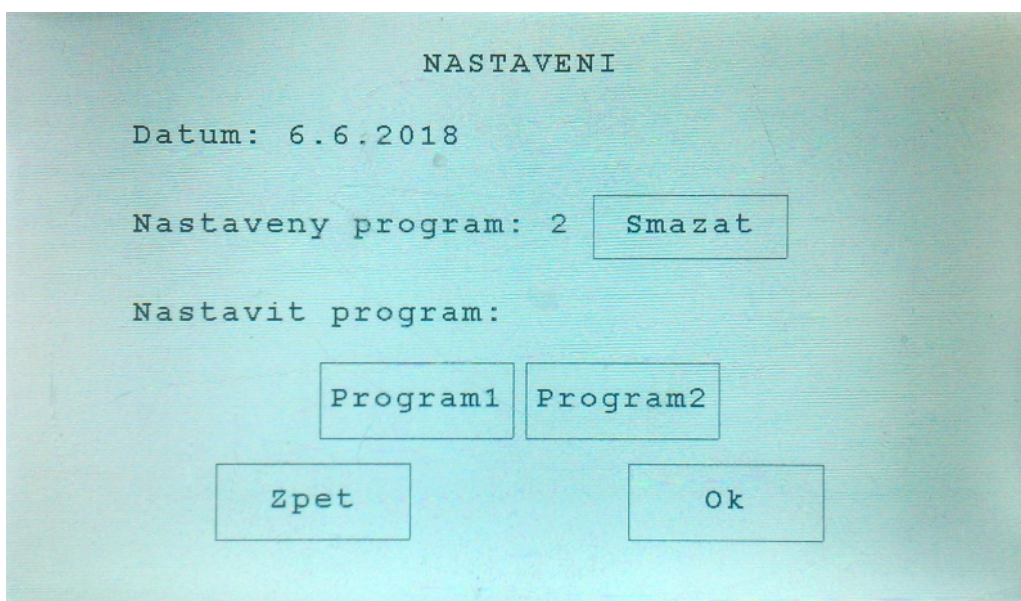 NASTAVENI
Datum: 6.6.2018
Nastaveny program: 2 Smazat
Nastavit program:
Program1 Program2
Zpet Ok